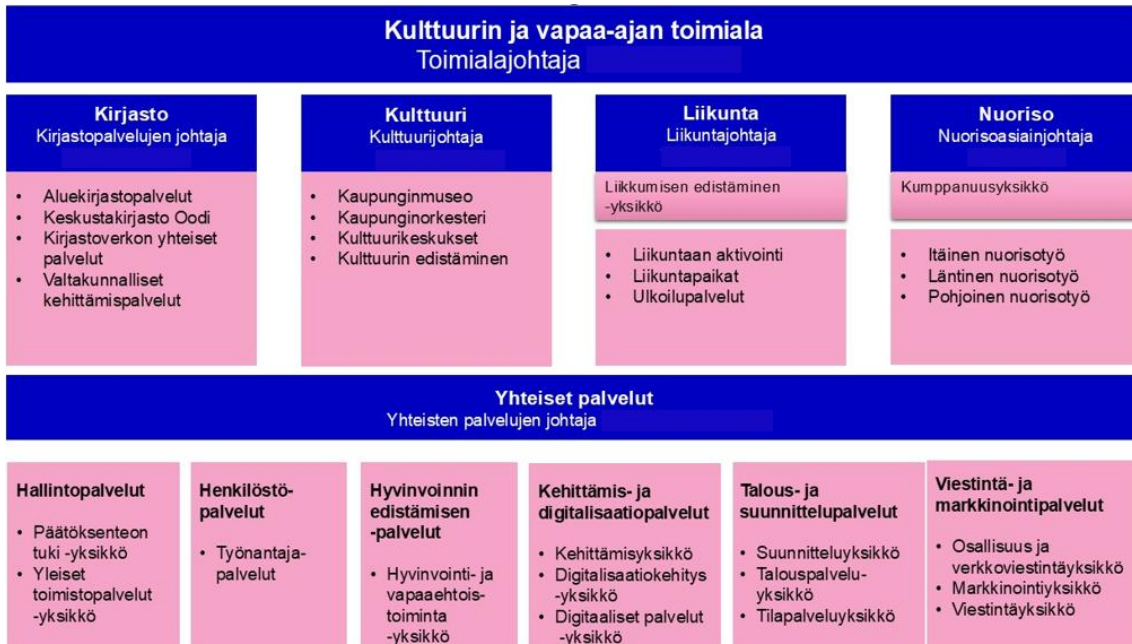 Kulttuurin ja vapaa-ajan toimiala
Toimialajohtaja
Kirjasto
Kirjastopalvelujen johtaja
Aluekirjastopalvelut
Keskustakirjasto Oodi
Kirjastoverkon yhteiset
palvelut
Valtakunnalliset
kehittämispalvelut
Kulttuuri
Kulttuurijohtaja
Kaupunginmuseo
Kaupunginorkesteri
Kulttuurikeskukset
Kulttuurin edistäminen
Liikunta
Liikuntajohtaja
Liikkumisen edistäminen
-yksikkö
Liikuntaan aktivointi
Liikuntapaikat
Ulkoilupalvelut
Nuoriso
Nuorisoasiainjohtaja
Kumppanuusyksikkö
Itäinen nuorisotyö
Läntinen nuorisotyö
Pohjoinen nuorisotyö
Yhteiset palvelut
Yhteisten palvelujen johtaja
Hallintopalvelut
Päätöksenteon
tuki -yksikkö
Yleiset
toimistopalvelut
-yksikkö
Henkilöstö-
palvelut
Työnantaja-
palvelut
Hyvinvoinnin
edistämisen
-palvelut
Hyvinvointi- ja
vapaaehtois-
toiminta
-yksikkö
Kehittämis- ja
digitalisaatiopalvelut
Kehittämisyksikkö
Digitalisaatiokehitys
-yksikkö
Digitaaliset palvelut
-yksikkö
Talous- ja
suunnittelupalvelut
Suunnitteluyksikkö
Talouspalvelu-
yksikkö
Tilapalveluyksikkö
Viestintä- ja
markkinointipalvelut
Osallisuus ja
verkkoviestintäyksikkö
Markkinointiyksikkö
Viestintäyksikkö